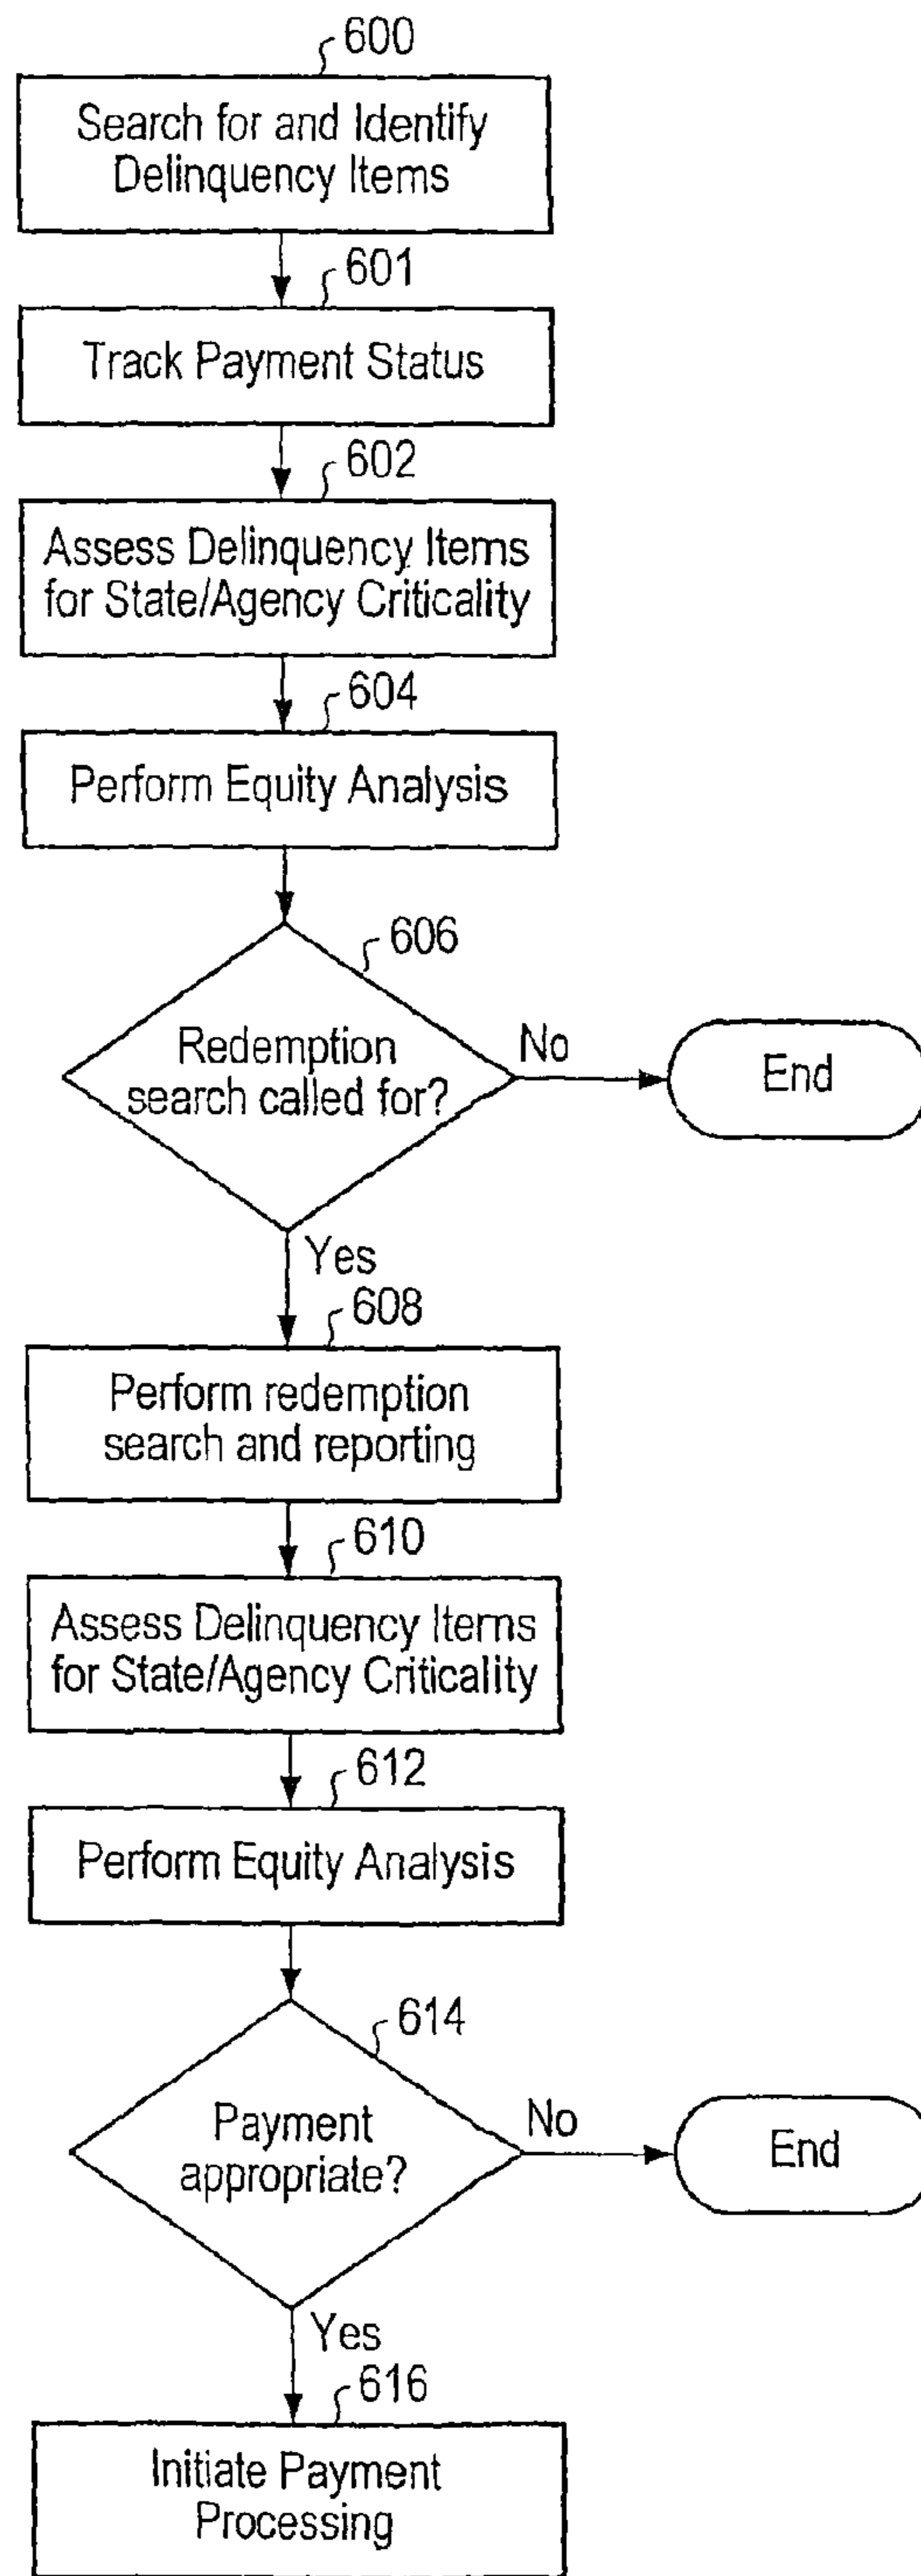 600
Search for and Identify
Delinquency Items
601
Track Payment Status
602
Assess Delinquency Items
for State/Agency Criticality
604
Perform Equity Analysis
606
Redemption
search called for?
No
End
Yes
608
Perform redemption
search and reporting
610
Assess Delinquency Items
for State/Agency Criticality
612
Perform Equity Analysis
614
Payment
appropriate?
No
End
Yes
616
Initiate Payment
Processing